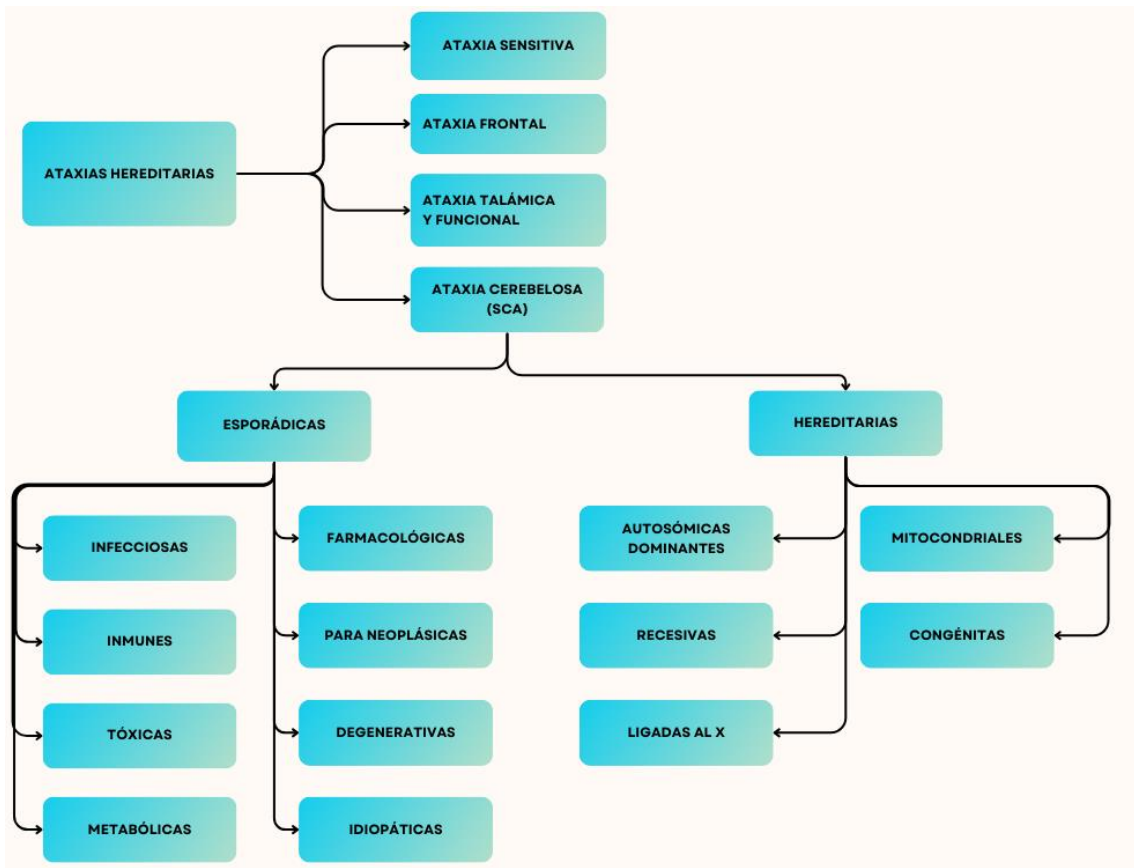 ATAXIA SENSITIVA
ATAXIAS HEREDITARIAS
ATAXIA FRONTAL
ATAXIA TALÁMICA
Y FUNCIONAL
ATAXIA CEREBELOSA
(SCA)
ESPORÁDICAS
HEREDITARIAS
INFECCIOSAS
FARMACOLÓGICAS
INMUNES
PARA NEOPLÁSICAS
TÓXICAS
DEGENERATIVAS
METABÓLICAS
IDIOPÁTICAS
AUTOSÓMICAS
DOMINANTES
MITOCONDRIALES
RECESIVAS
CONGÉNITAS
LIGADAS AL X